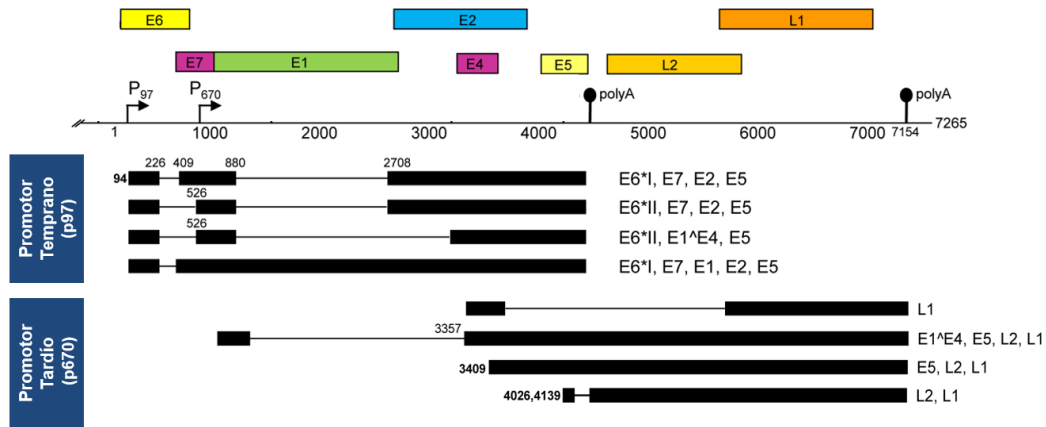 E6
E2
L1
E7
E1
E4
E5
L2
P97
P670
polyA
polyA
1
1000
2000
3000
4000
5000
6000
7000
7154
7265
Promotor
Temprano
(p97)
226
409
880
2708
94
E6*I, E7, E2, E5
526
E6*II, E7, E2, E5
526
E6*II, E1^E4, E5
E6*I, E7, E1, E2, E5
Promotor
Tardío
(p670)
L1
3357
E1^E4, E5, L2, L1
3409
E5, L2, L1
4026,4139
L2, L1